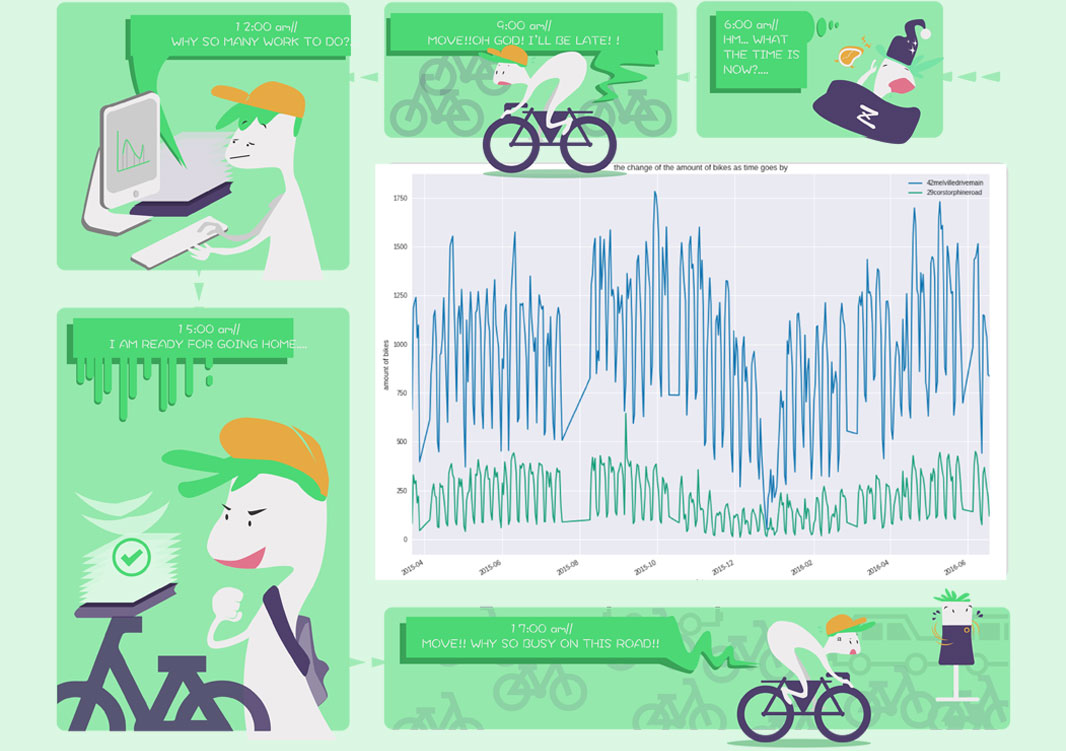 6:00 am//
HM... WHAT
THE TIME IS
NOW?....
9:00 am//
MOVE!!OH GOD! I'LL BE LATE! !
12:00 am//
WHY SO MANY WORK TO DO?
15:00 am//
I AM READY FOR GOING HOME....
17:00 am//
MOVE!! WHY SO BUSY ON THIS ROAD!!
the change of the amount of bikes as time goes by
42melvilledrivemain
29corstorphineroad
amount of bikes
1750
1500
1250
1000
750
500
250
0
2015-04
2015-06
2015-08
2015-10
2015-12
2016-02
2016-04
2016-06
Z